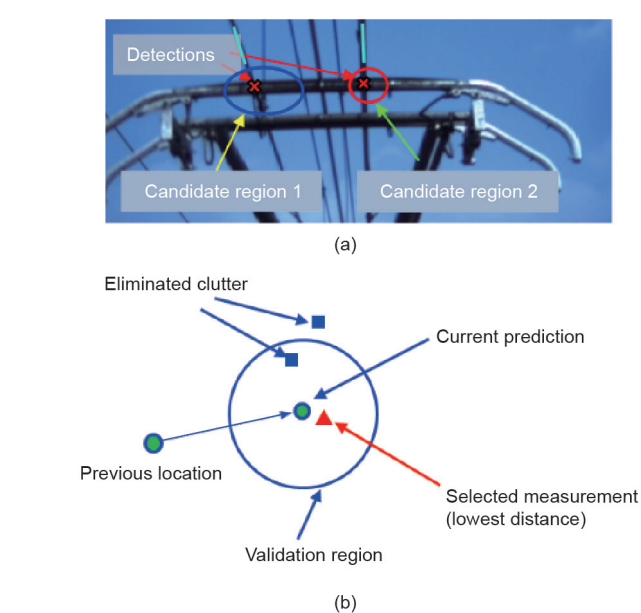 Detections
Candidate region 1
Candidate region 2
(a)
Eliminated clutter
Current prediction
Previous location
Selected measurement
(lowest distance)
Validation region
(b)